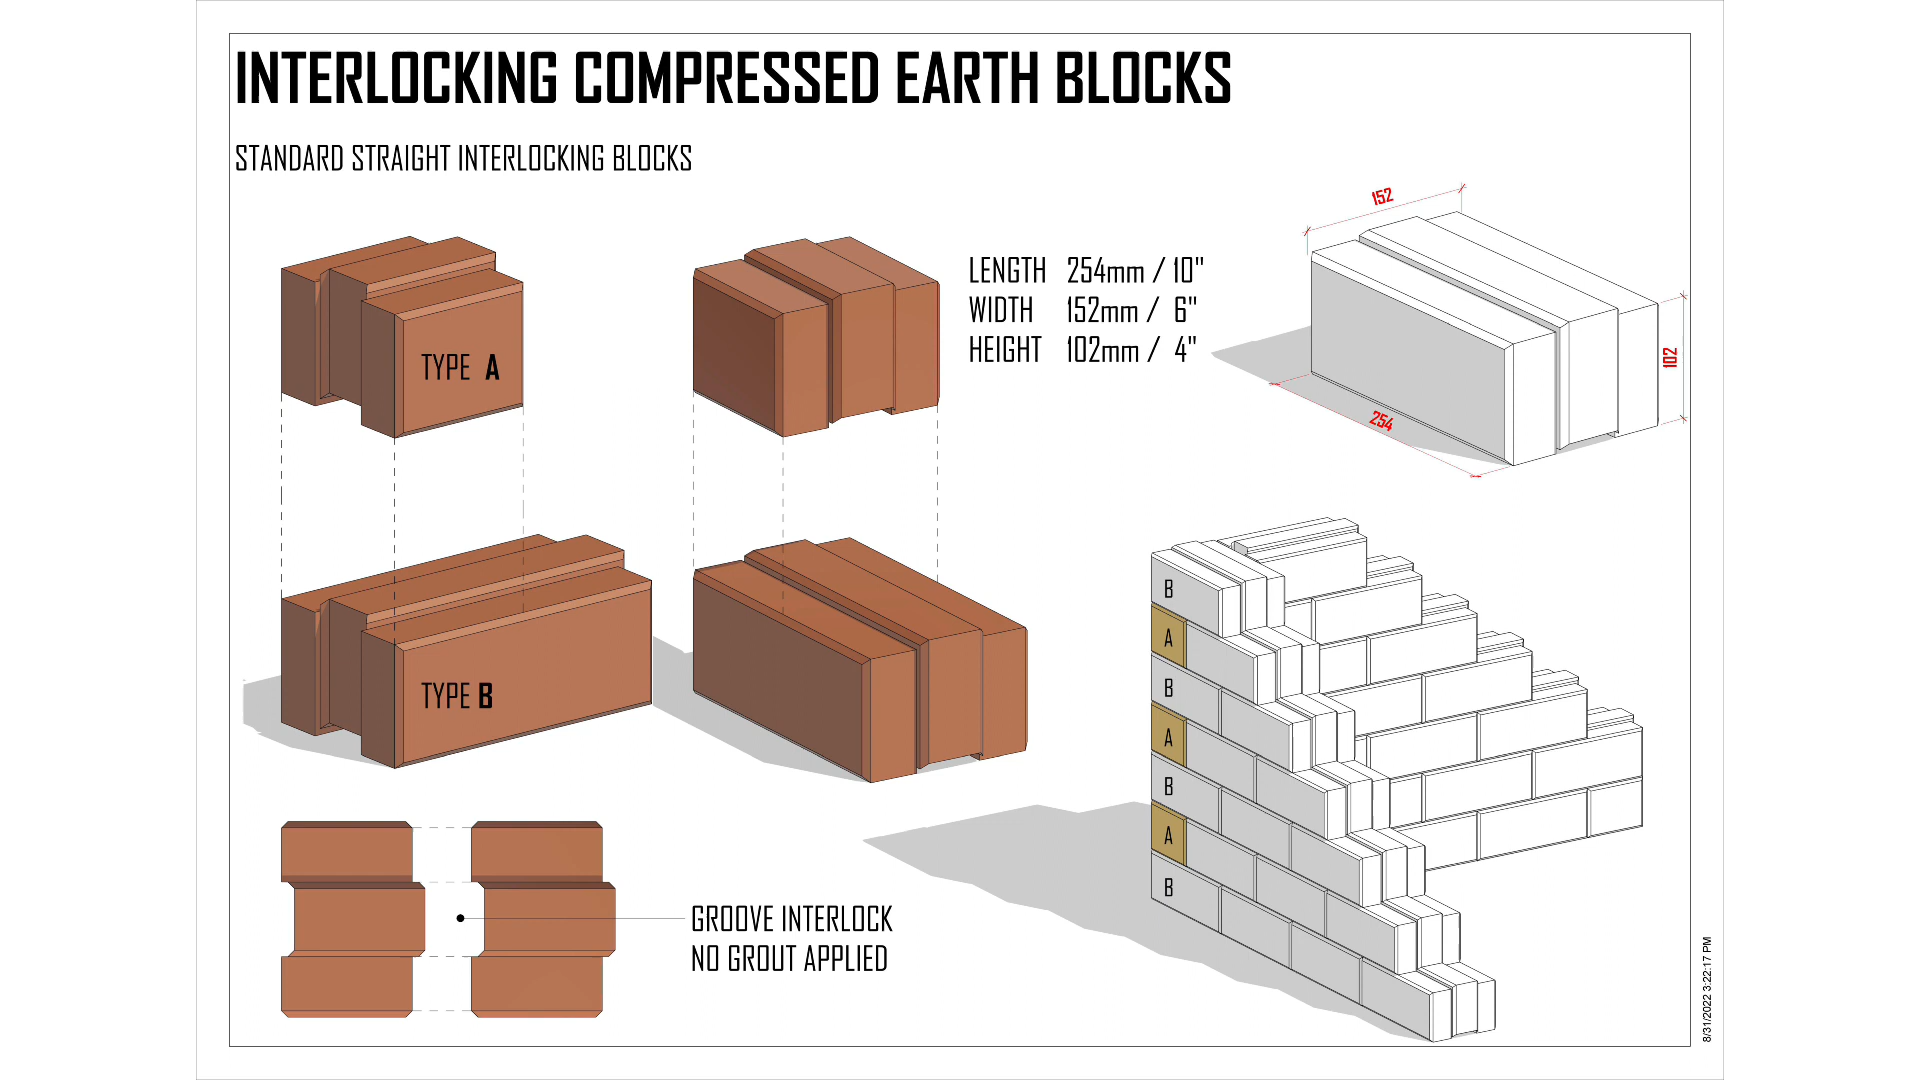 INTERLOCKING COMPRESSED EARTH BLOCKS
STANDARD STRAIGHT INTERLOCKING BLOCKS
TYPE A
LENGTH 254mm / 10"
WIDTH 152mm / 6"
HEIGHT 102mm / 4"
152
102
254
TYPE B
B
A
B
A
B
A
B
GROOVE INTERLOCK
NO GROUT APPLIED
8/31/2022 3:22:17 PM